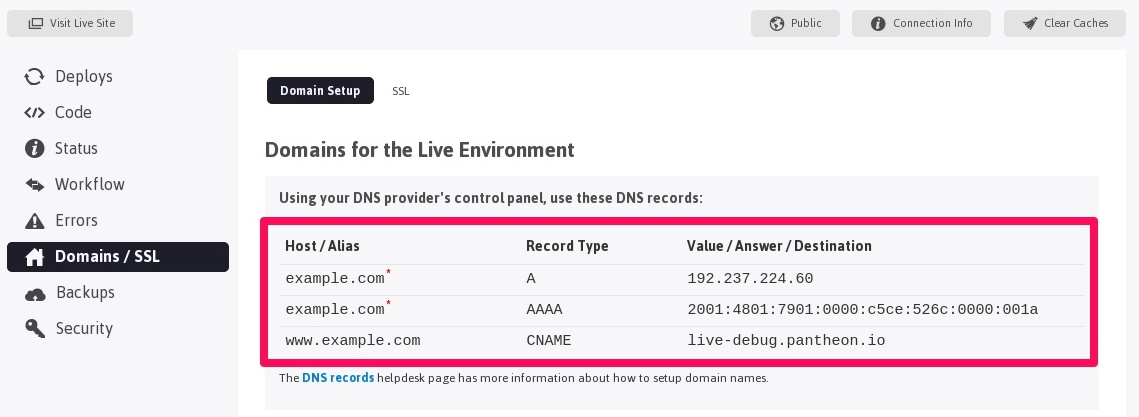 Visit Live Site
Public
Connection Info
Clear Caches
Deploys
Code
Status
Workflow
Errors
Domains / SSL
Backups
Security
Domain Setup SSL
Domains for the Live Environment
Using your DNS provider's control panel, use these DNS records:
Host / Alias Record Type Value / Answer / Destination
example.com* A 192.237.224.60
example.com* AAAA 2001:4801:7901:0000:c5ce:526c:0000:001a
www.example.com CNAME live-debug.pantheon.io
The DNS records helpdesk page has more information about how to setup domain names.